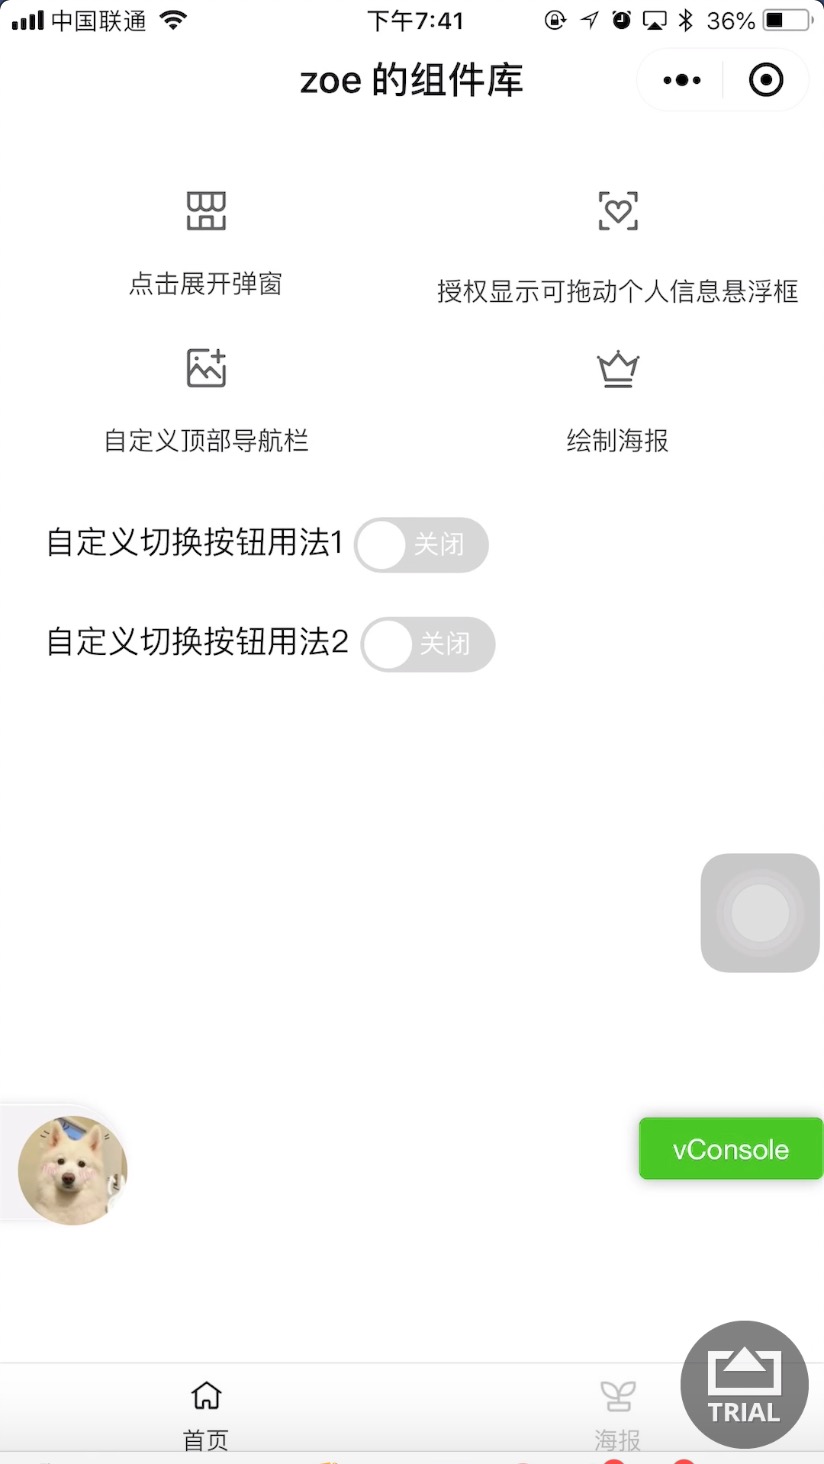 中国联通 下午7:41 36%
zoe 的组件库
点击展开弹窗 授权显示可拖动个人信息悬浮框
自定义顶部导航栏 绘制海报
自定义切换按钮用法1 关闭
自定义切换按钮用法2 关闭
vConsole
TRIAL
首页 海报